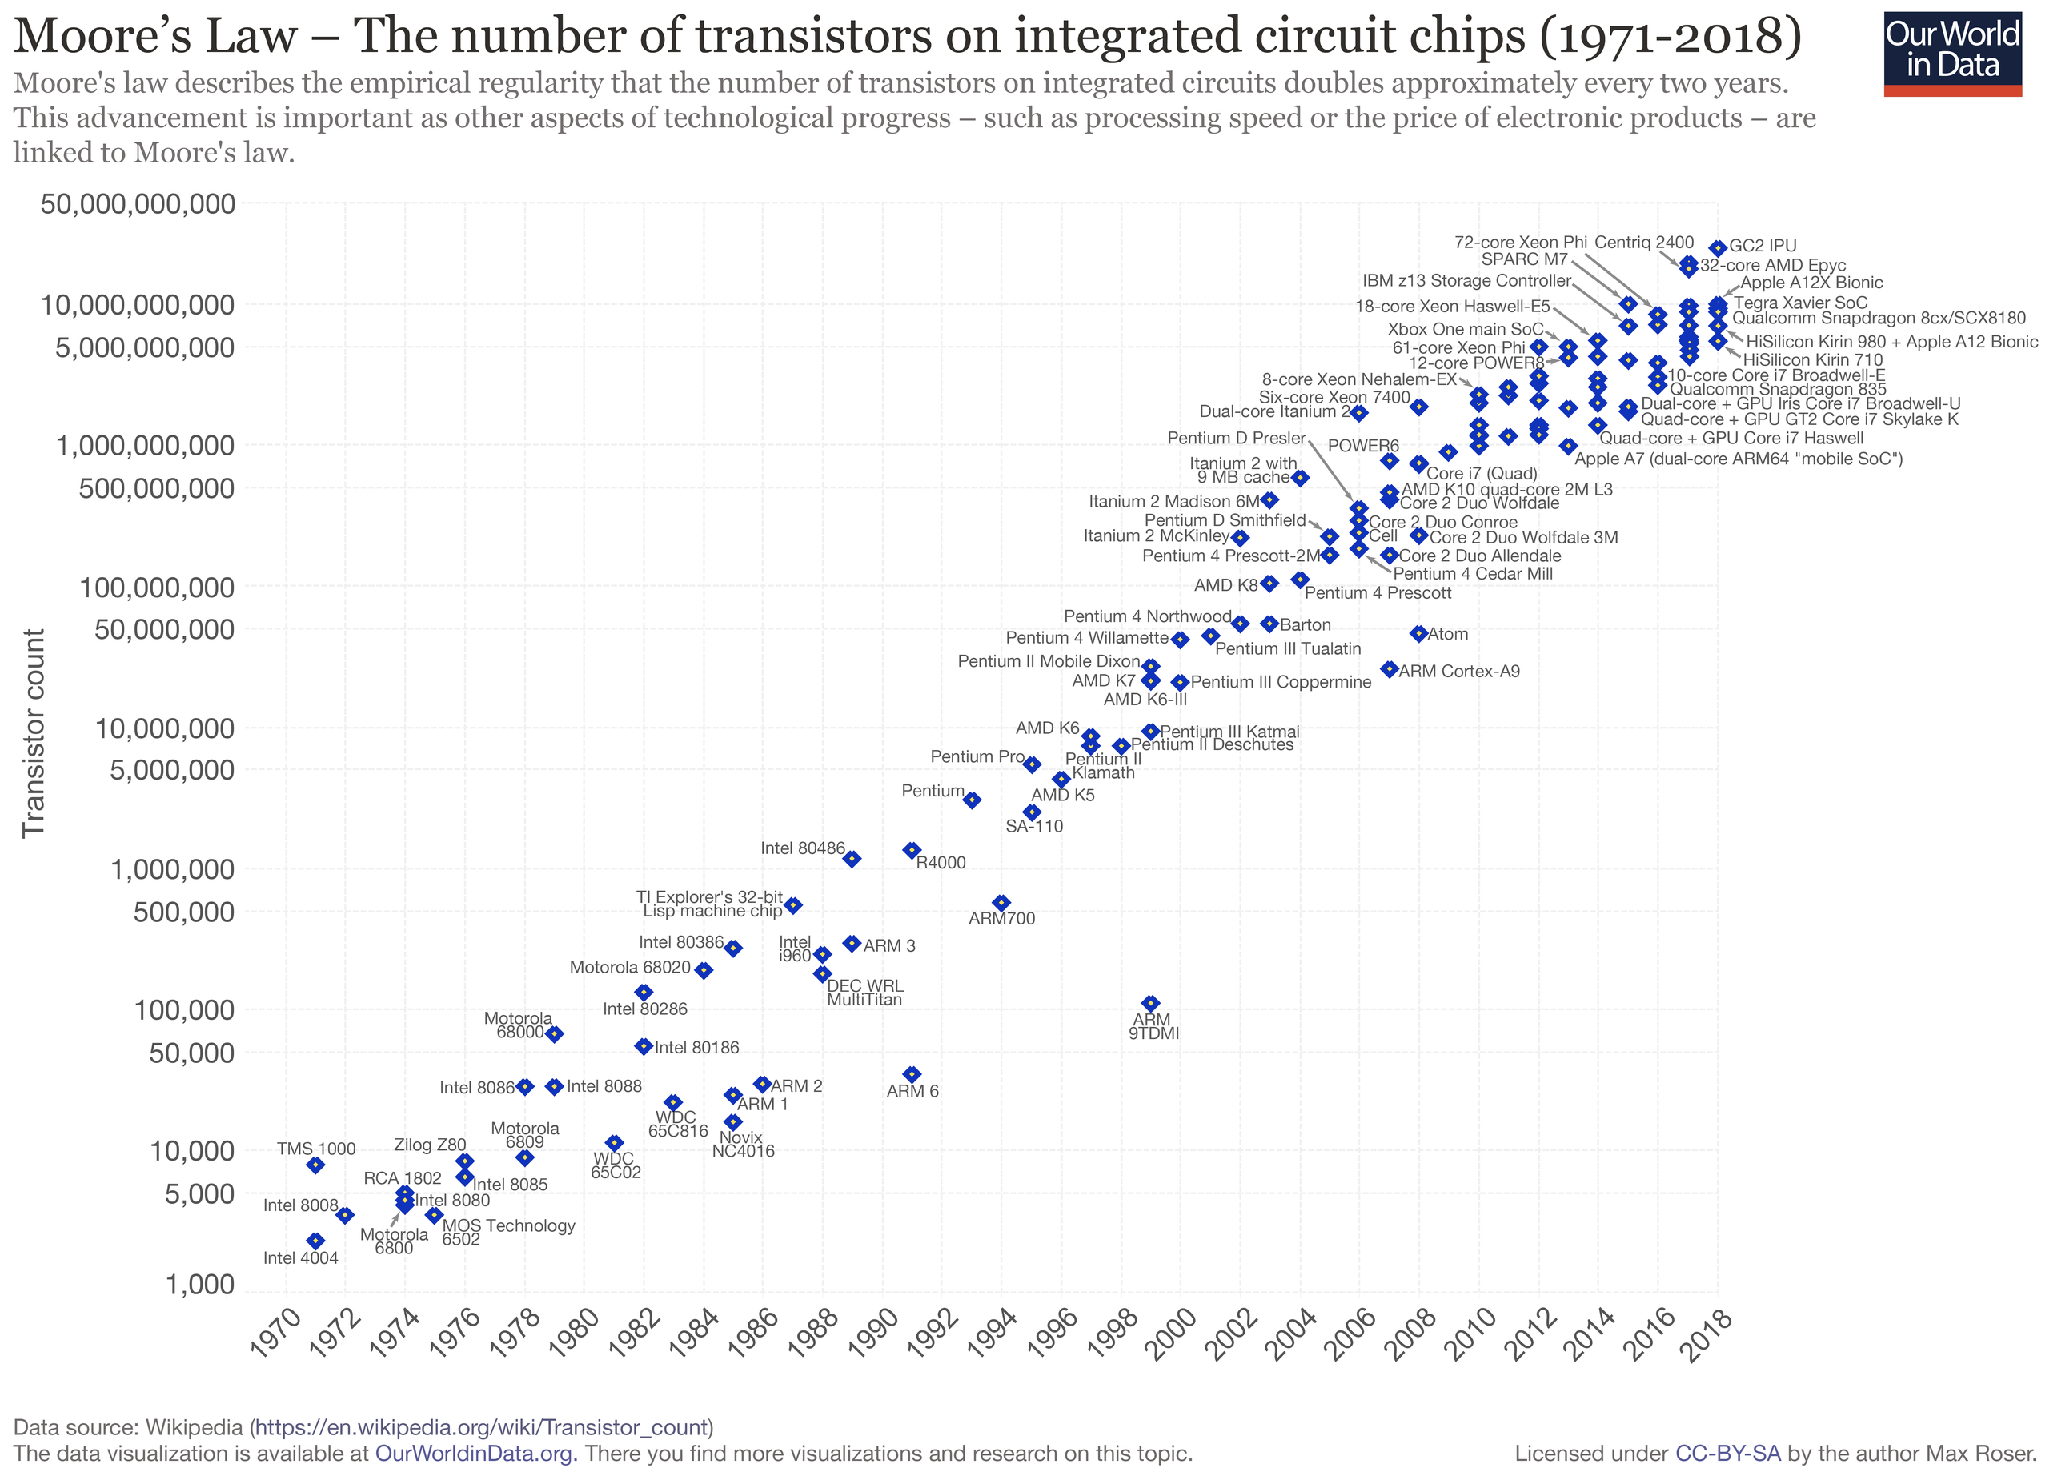 Moore's Law – The number of transistors on integrated circuit chips (1971-2018)
Our World
in Data
Moore's law describes the empirical regularity that the number of transistors on integrated circuits doubles approximately every two years.
This advancement is important as other aspects of technological progress – such as processing speed or the price of electronic products – are
linked to Moore's law.
Transistor count
50,000,000,000
10,000,000,000
5,000,000,000
1,000,000,000
500,000,000
100,000,000
50,000,000
10,000,000
5,000,000
1,000,000
500,000
100,000
50,000
10,000
5,000
1,000
72-core Xeon Phi
Centriq 2400
GC2 IPU
SPARC M7
32-core AMD Epyc
IBM z13 Storage Controller
Apple A12X Bionic
18-core Xeon Haswell-E5
Tegra Xavier SoC
Xbox One main SoC
Qualcomm Snapdragon 8cx/SCX8180
61-core Xeon Phi
HiSilicon Kirin 980 + Apple A12 Bionic
12-core POWER8
HiSilicon Kirin 710
8-core Xeon Nehalem-EX
10-core Core i7 Broadwell-E
Six-core Xeon 7400
Qualcomm Snapdragon 835
Dual-core Itanium 2
Dual-core + GPU Iris Core i7 Broadwell-U
Quad-core + GPU GT2 Core i7 Skylake K
Pentium D Presler
POWER6
Quad-core + GPU Core i7 Haswell
Apple A7 (dual-core ARM64 "mobile SoC")
Itanium 2 with
9 MB cache
Core i7 (Quad)
AMD K10 quad-core 2M L3
Itanium 2 Madison 6M
Core 2 Duo Wolfdale
Pentium D Smithfield
Core 2 Duo Conroe
Itanium 2 McKinley
Cell
Core 2 Duo Wolfdale 3M
Pentium 4 Prescott-2M
Core 2 Duo Allendale
Pentium 4 Cedar Mill
AMD K8
Pentium 4 Prescott
Pentium 4 Northwood
Barton
Pentium 4 Willamette
Atom
Pentium III Tualatin
Pentium II Mobile Dixon
ARM Cortex-A9
AMD K7
Pentium III Coppermine
AMD K6-III
AMD K6
Pentium III Katmai
Pentium II Deschutes
Pentium Pro
Pentium II
Klamath
Pentium
AMD K5
SA-110
Intel 80486
R4000
TI Explorer's 32-bit
Lisp machine chip
ARM700
Intel 80386
Intel
i960
ARM 3
Motorola 68020
DEC WRL
MultiTitan
Intel 80286
Motorola
68000
ARM
9TDMI
Intel 80186
Intel 8086
Intel 8088
ARM 2
ARM 6
ARM 1
WDC
65C816
Motorola
6809
Novix
NC4016
TMS 1000
Zilog Z80
WDC
65C02
RCA 1802
Intel 8085
Intel 8008
Intel 8080
Motorola
6800
MOS Technology
6502
Intel 4004
1970
1972
1974
1976
1978
1980
1982
1984
1986
1988
1990
1992
1994
1996
1998
2000
2002
2004
2006
2008
2010
2012
2014
2016
2018
Data source: Wikipedia (https://en.wikipedia.org/wiki/Transistor_count)
The data visualization is available at OurWorldinData.org. There you find more visualizations and research on this topic.
Licensed under CC-BY-SA by the author Max Roser.